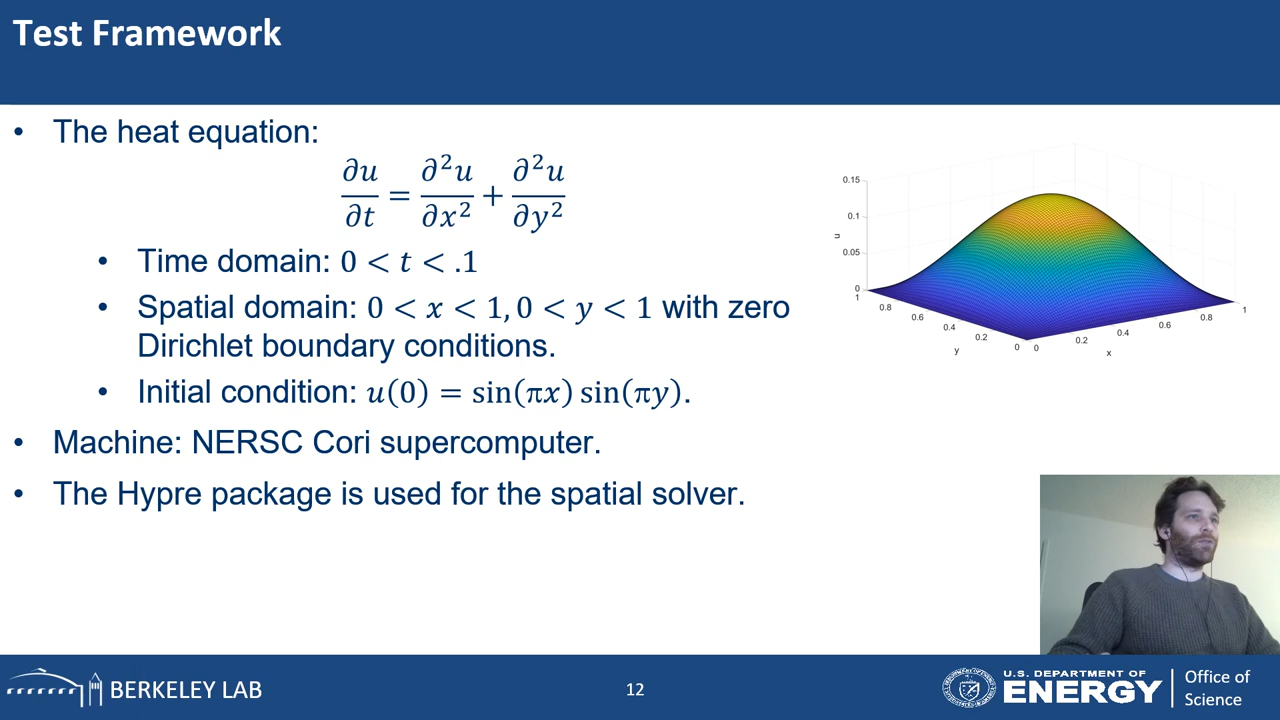 Test Framework
• The heat equation:
∂u/∂t = ∂²u/∂x² + ∂²u/∂y²
• Time domain: 0 < t < .1
• Spatial domain: 0 < x < 1, 0 < y < 1 with zero
Dirichlet boundary conditions.
• Initial condition: u(0) = sin(πx) sin(πy).
• Machine: NERSC Cori supercomputer.
• The Hypre package is used for the spatial solver.
0.15
0.1
u
0.05
0
1
0.8
0.6
0.4
0.2
0
y
0
0.2
0.4
0.6
0.8
1
x
BERKELEY LAB
12
U.S. DEPARTMENT OF
ENERGY
Office of
Science